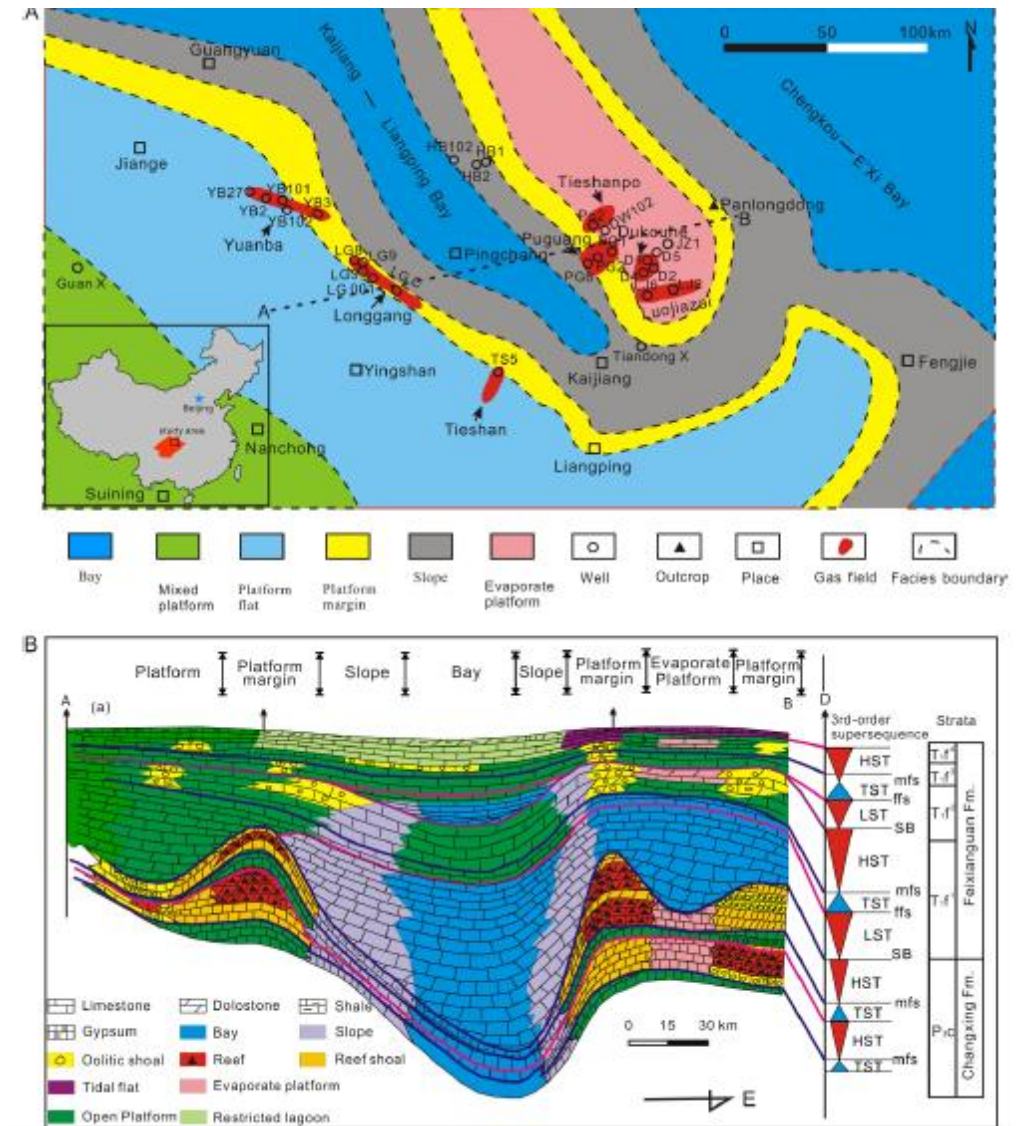 A
Guangyuan
Kaijiang — Liangping Bay
0 50 100km
N
Chengkou — E'Xi Bay
Jiange
HB102
HB1
HB2
Tieshanpo
YB27
YB101
YB2
YB3
YB102
Panlongdong
B
Yuanba
Puguang
Dukouhe
JZ1
D5
LG8
LG9
Pingchang
D2
Guan X
LG 001
PG8
A
Longgang
Luojiazai
Tiandong X
TS5
Yingshan
Kaijiang
Fengjie
Beijing
Study Area
Tieshan
Nanchong
Liangping
Suining
Bay
Mixed platform
Platform flat
Platform margin
Slope
Evaporate platform
Well
Outcrop
Place
Gas field
Facies boundary
B
Platform
Platform margin
Slope
Bay
Slope
Platform margin
Evaporate Platform
Platform margin
A
(a)
B
D
3rd-order supersequence
Strata
HST
mfs
TST
ffs
LST
SB
HST
mfs
TST
ffs
LST
SB
HST
mfs
TST
HST
mfs
TST
Feixianguan Fm.
Changxing Fm.
Limestone
Dolostone
Shale
Gypsum
Bay
Slope
Oolitic shoal
Reef
Reef shoal
Tidal flat
Evaporate platform
Open Platform
Restricted lagoon
0 15 30 km
E